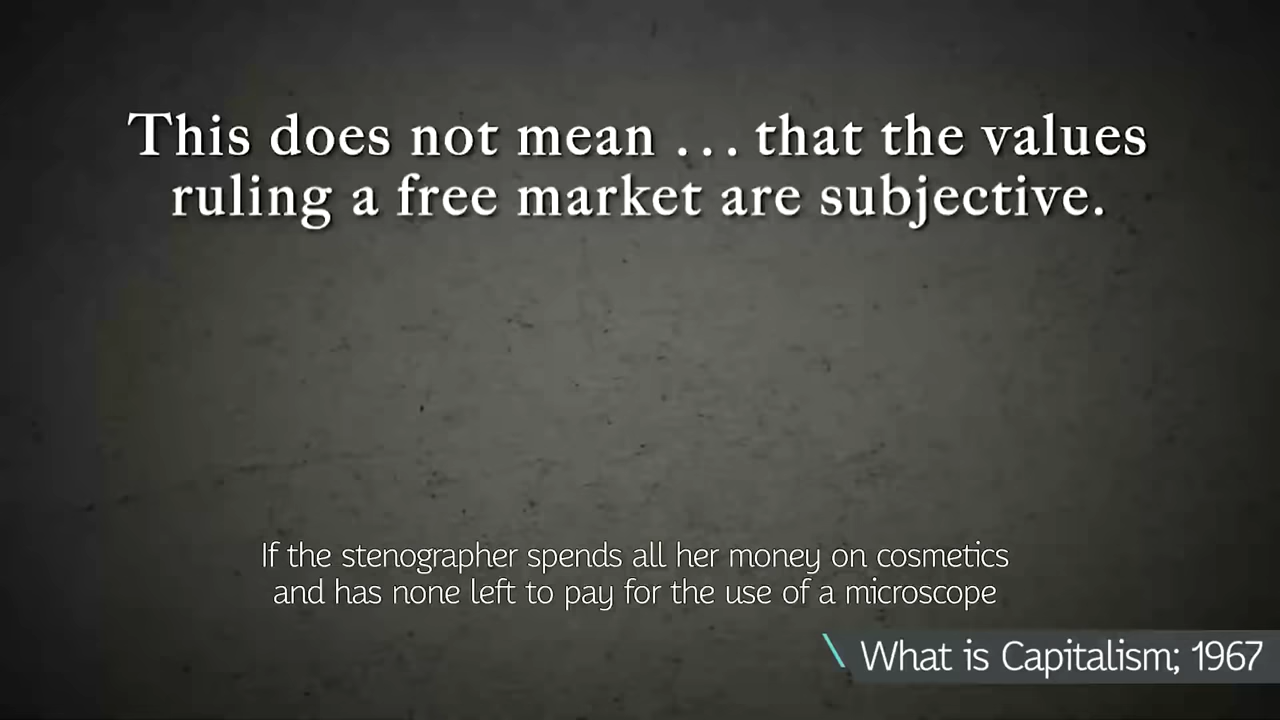 This does not mean . . . that the values
ruling a free market are subjective.
If the stenographer spends all her money on cosmetics
and has none left to pay for the use of a microscope
What is Capitalism; 1967